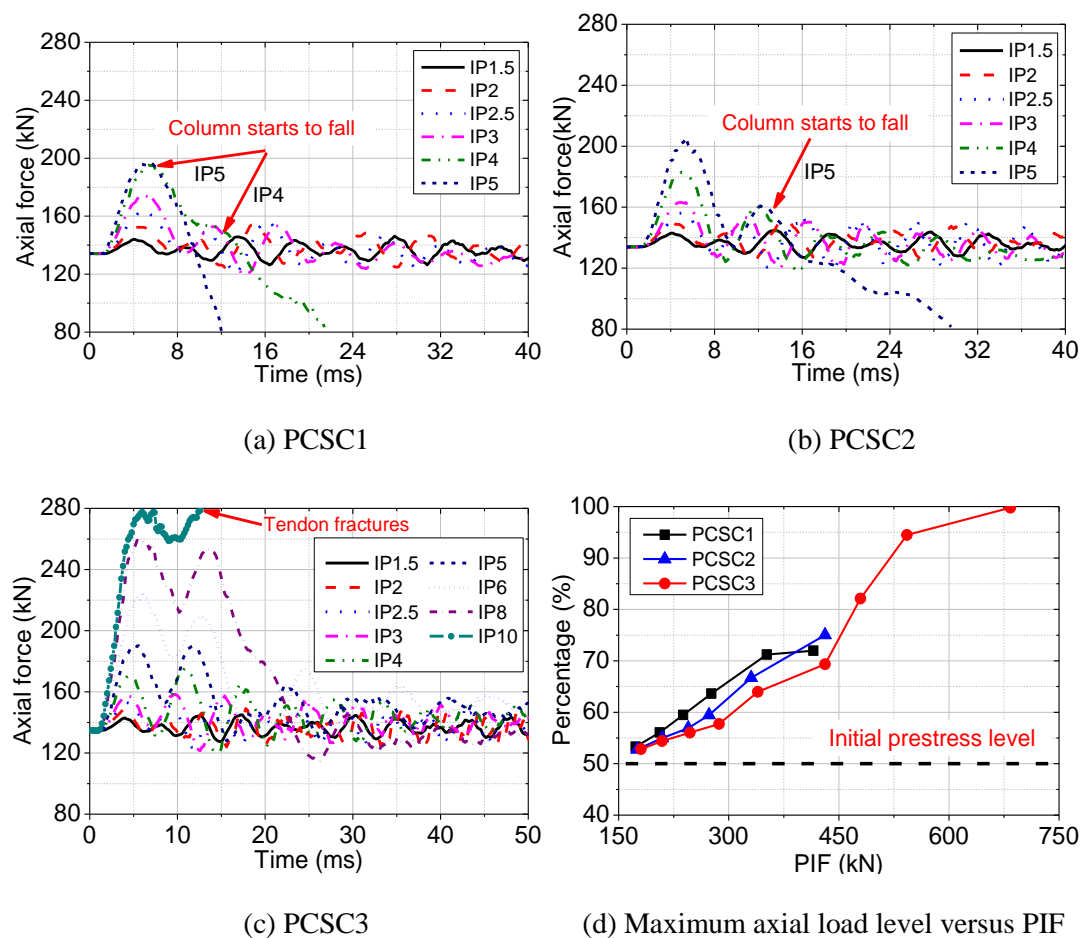 280
240
200
160
120
80
Axial force (kN)
0 8 16 24 32 40
Time (ms)
IP1.5
IP2
IP2.5
IP3
IP4
IP5
Column starts to fall
IP5
IP4
(a) PCSC1
280
240
200
160
120
80
Axial force(kN)
0 8 16 24 32 40
Time (ms)
IP1.5
IP2
IP2.5
IP3
IP4
IP5
Column starts to fall
IP5
(b) PCSC2
280
240
200
160
120
80
Axial force (kN)
0 10 20 30 40 50
Time (ms)
Tendon fractures
IP1.5 IP5
IP2 IP6
IP2.5 IP8
IP3 IP10
IP4
(c) PCSC3
100
90
80
70
60
50
40
Percentage (%)
150 300 450 600 750
PIF (kN)
PCSC1
PCSC2
PCSC3
Initial prestress level
(d) Maximum axial load level versus PIF